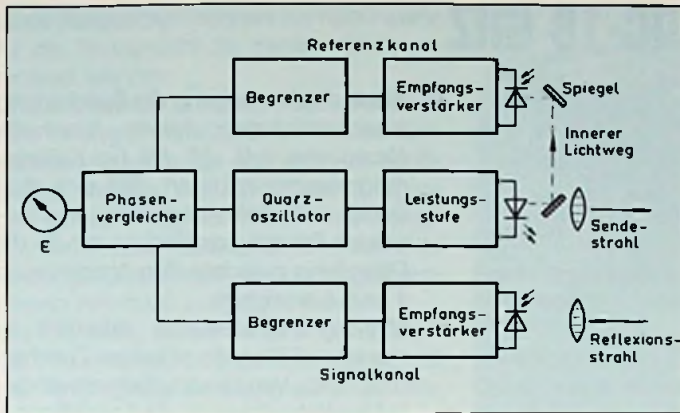 Referenzkanal
Begrenzer
Empfangs-
verstärker
Spiegel
Innerer
Lichtweg
E
Phasen-
vergleicher
Quarz-
oszillator
Leistungs-
stufe
Sende-
strahl
Begrenzer
Empfangs-
verstärker
Reflexions-
strahl
Signalkanal